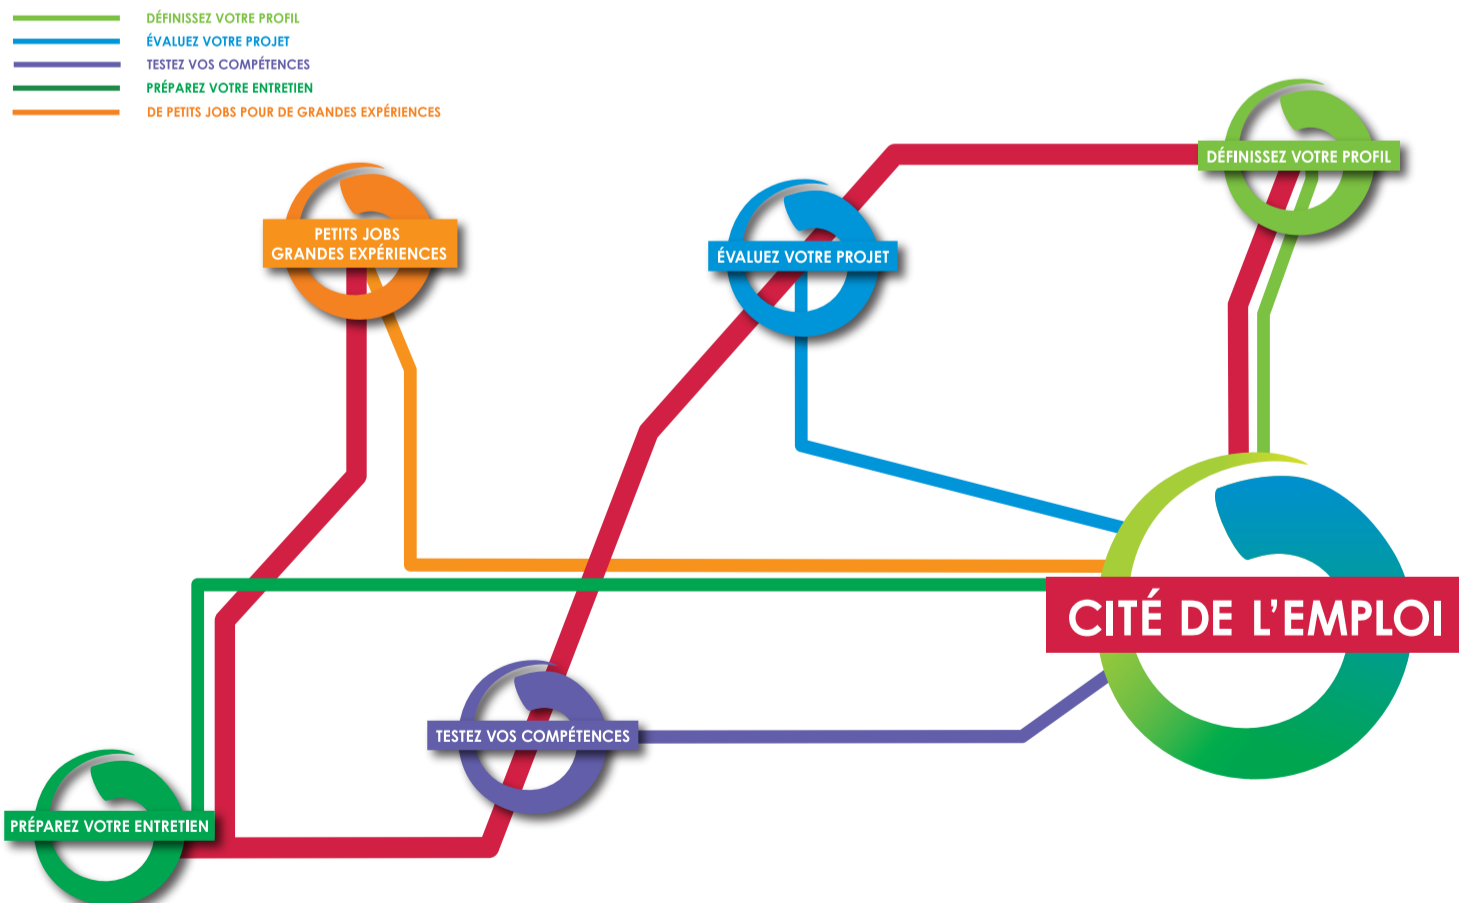 DÉFINISSEZ VOTRE PROFIL
ÉVALUEZ VOTRE PROJET
TESTEZ VOS COMPÉTENCES
PRÉPAREZ VOTRE ENTRETIEN
DE PETITS JOBS POUR DE GRANDES EXPÉRIENCES
DÉFINISSEZ VOTRE PROFIL
PETITS JOBS
GRANDES EXPÉRIENCES
ÉVALUEZ VOTRE PROJET
CITÉ DE L'EMPLOI
TESTEZ VOS COMPÉTENCES
PRÉPAREZ VOTRE ENTRETIEN